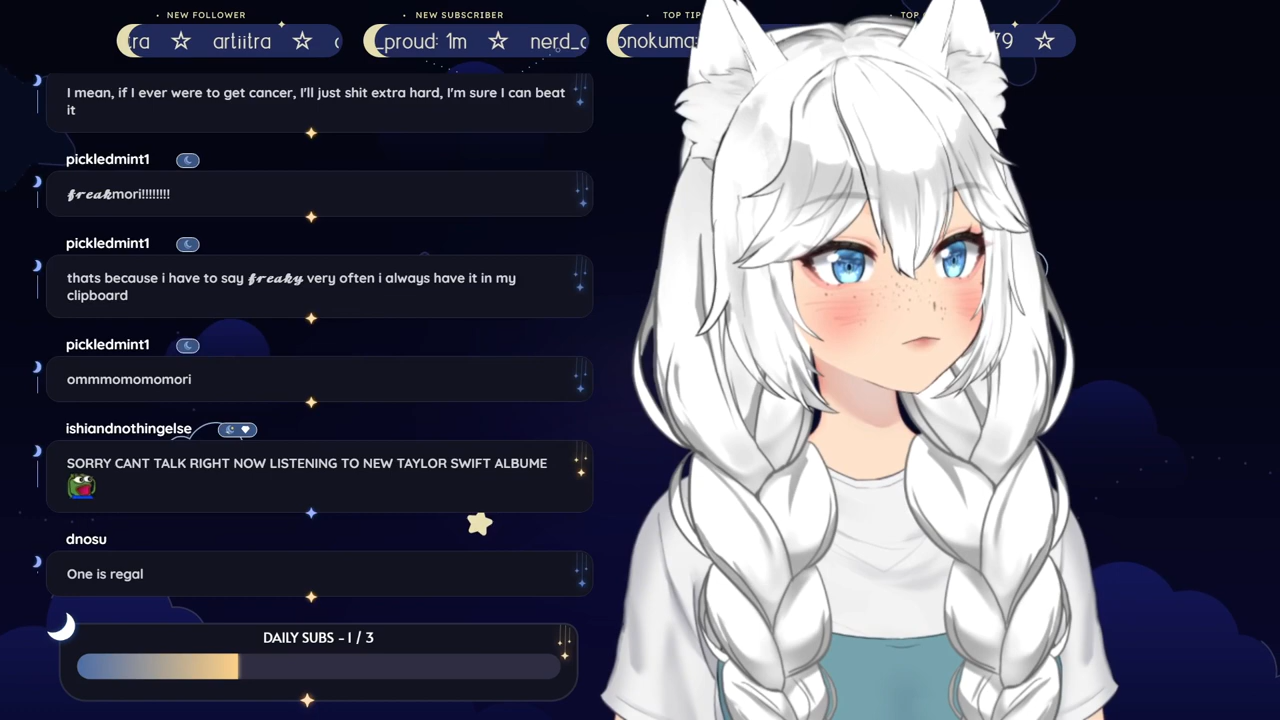 NEW FOLLOWER
NEW SUBSCRIBER
TOP TIP
TOP
tra ☆ artiitra ☆
_proud: 1m ☆ nerd_
onokuma
79 ☆
I mean, if I ever were to get cancer, I'll just shit extra hard, I'm sure I can beat
it
pickledmint1
𝓯𝓻𝓮𝓪𝓴mori!!!!!!!!
pickledmint1
thats because i have to say 𝓯𝓻𝓮𝓪𝓴𝔂 very often i always have it in my
clipboard
pickledmint1
ommmomomomori
ishiandnothingelse
SORRY CANT TALK RIGHT NOW LISTENING TO NEW TAYLOR SWIFT ALBUME
dnosu
One is regal
DAILY SUBS - 1 / 3